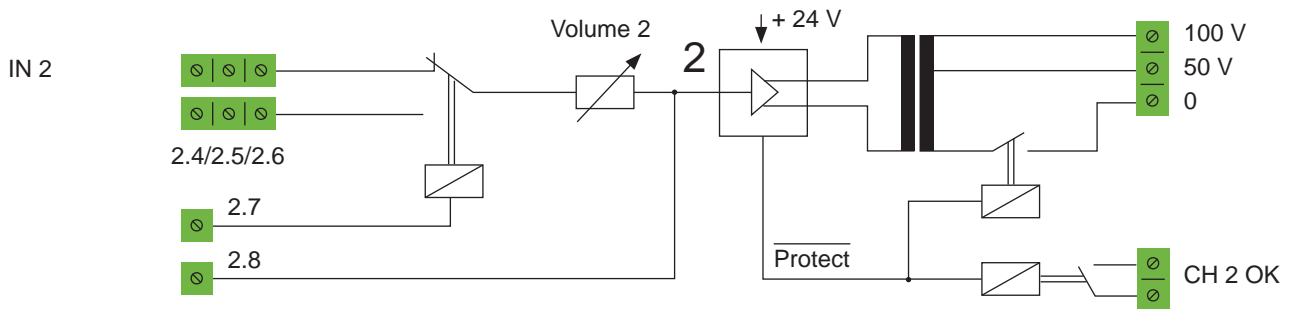 IN 2
2.4/2.5/2.6
2.7
2.8
Volume 2
2
+ 24 V
Protect
100 V
50 V
0
CH 2 OK